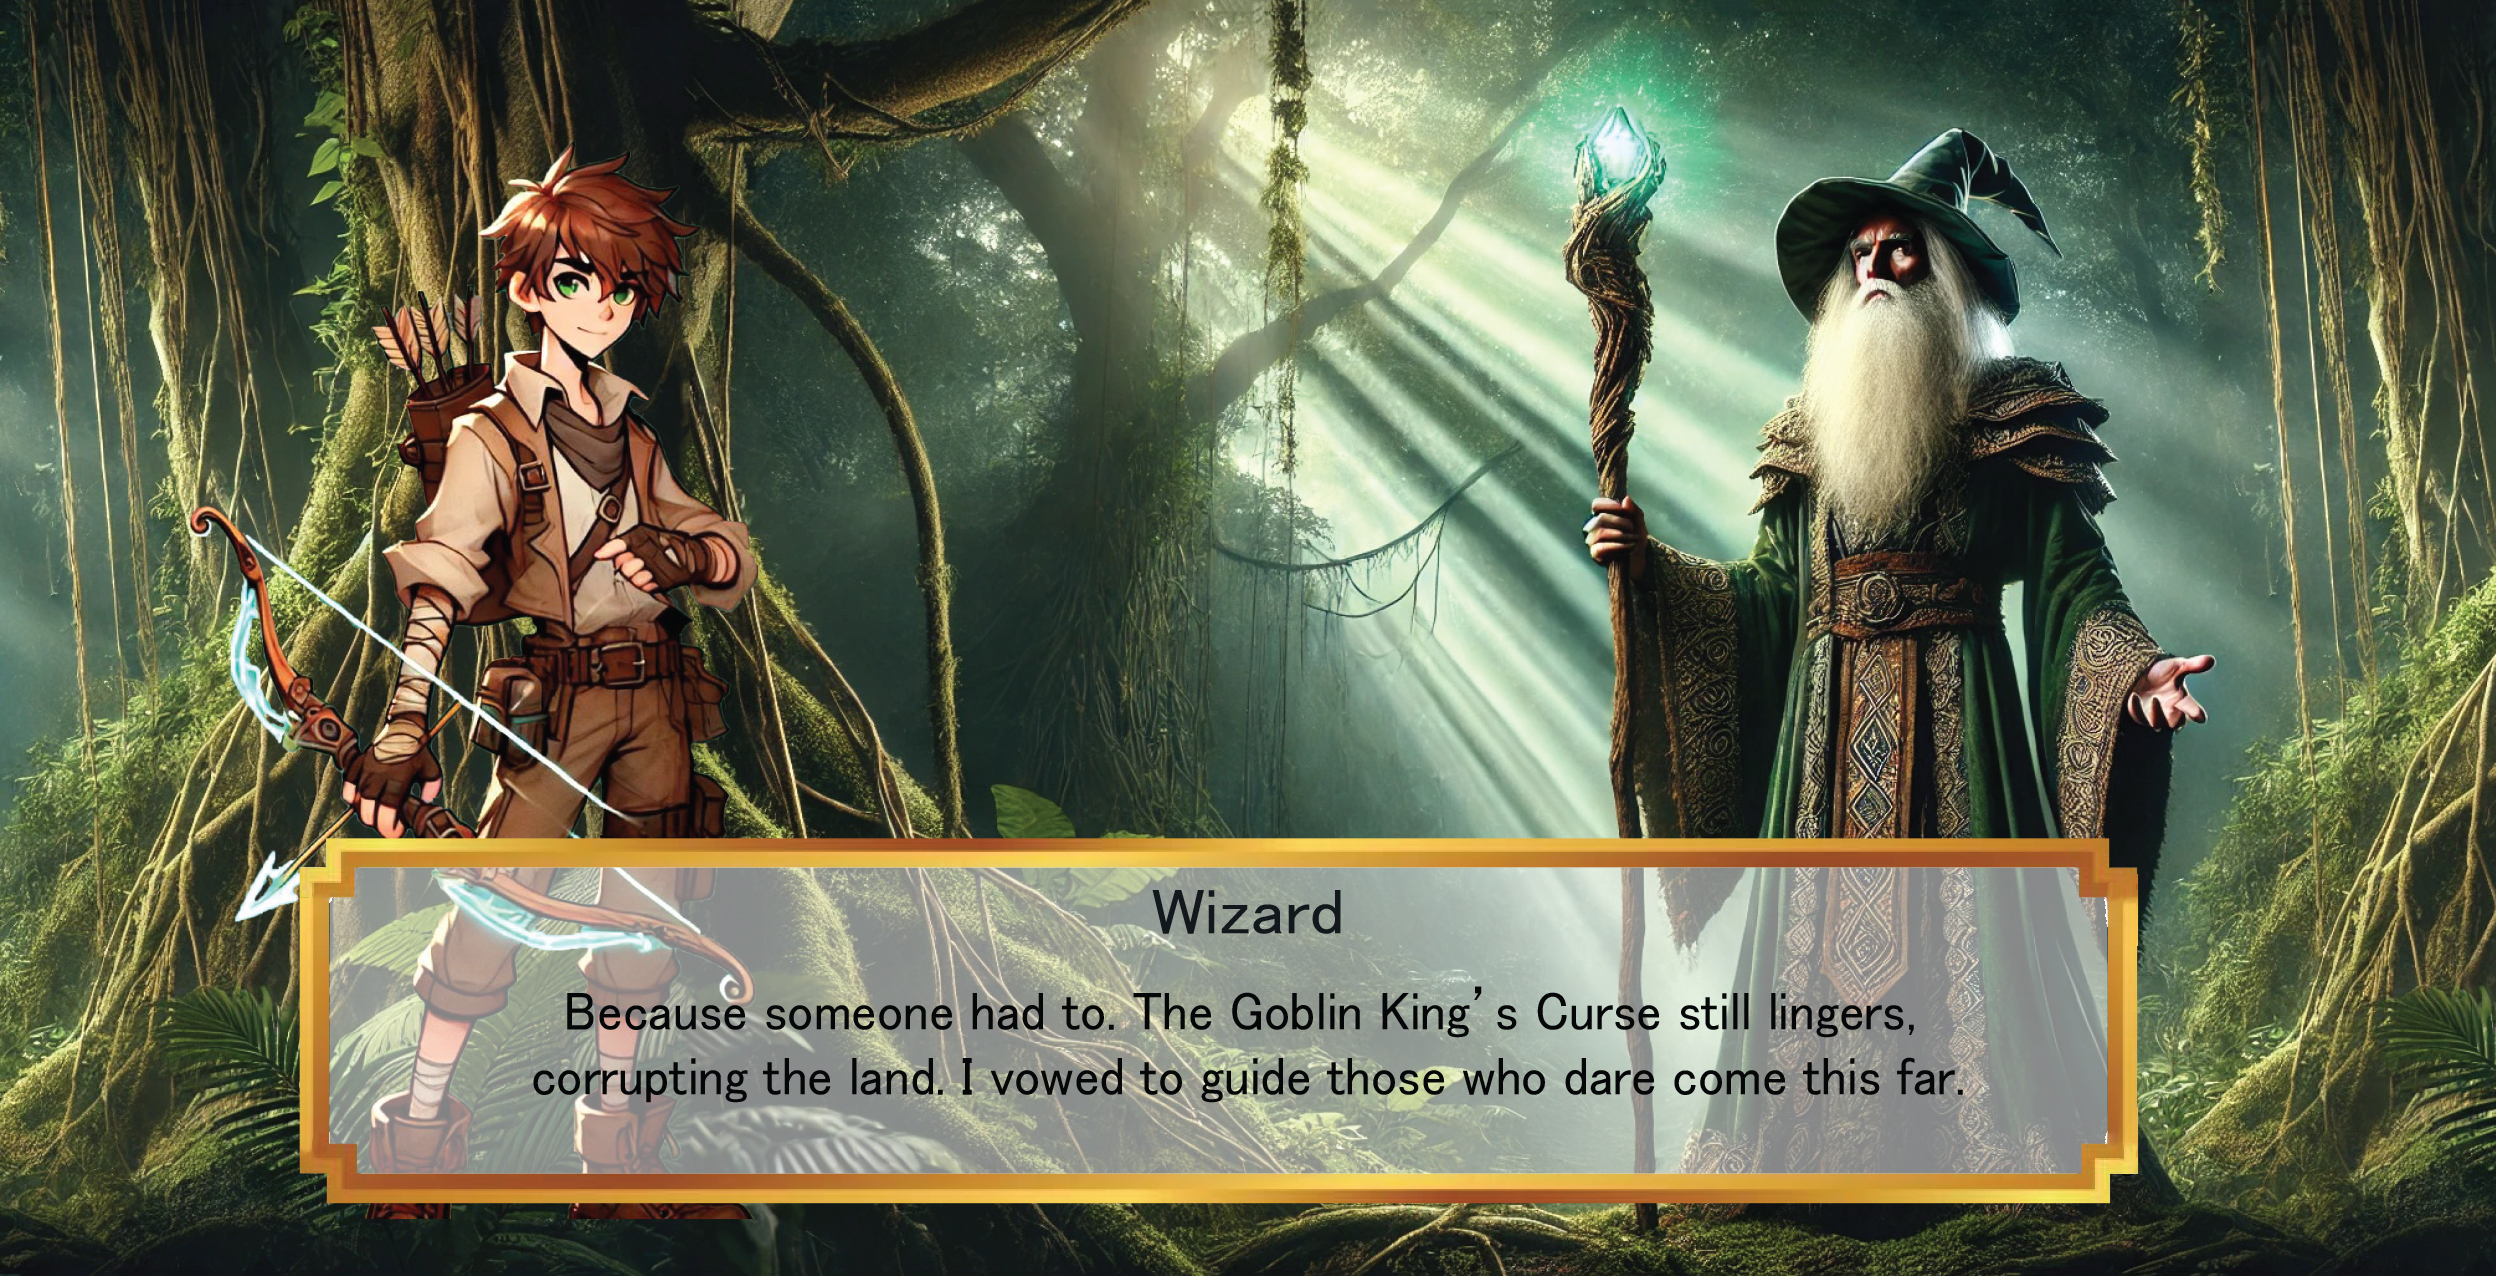 Wizard
Because someone had to. The Goblin King’s Curse still lingers,
corrupting the land. I vowed to guide those who dare come this far.